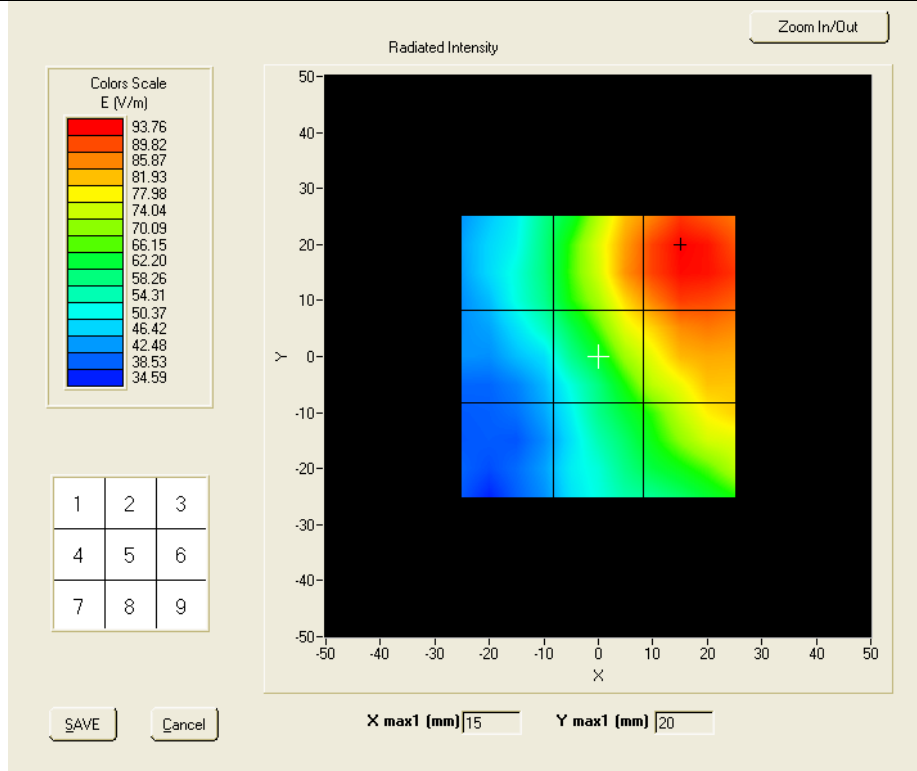 Zoom In/Out
Radiated Intensity
Colors Scale
E (V/m)
93.76
89.82
85.87
81.93
77.98
74.04
70.09
66.15
62.20
58.26
54.31
50.37
46.42
42.48
38.53
34.59
50
40
30
20
10
Y 0
-10
-20
-30
-40
-50
-50 -40 -30 -20 -10 0 10 20 30 40 50
X
1 2 3
4 5 6
7 8 9
SAVE Cancel X max1 (mm) 15 Y max1 (mm) 20